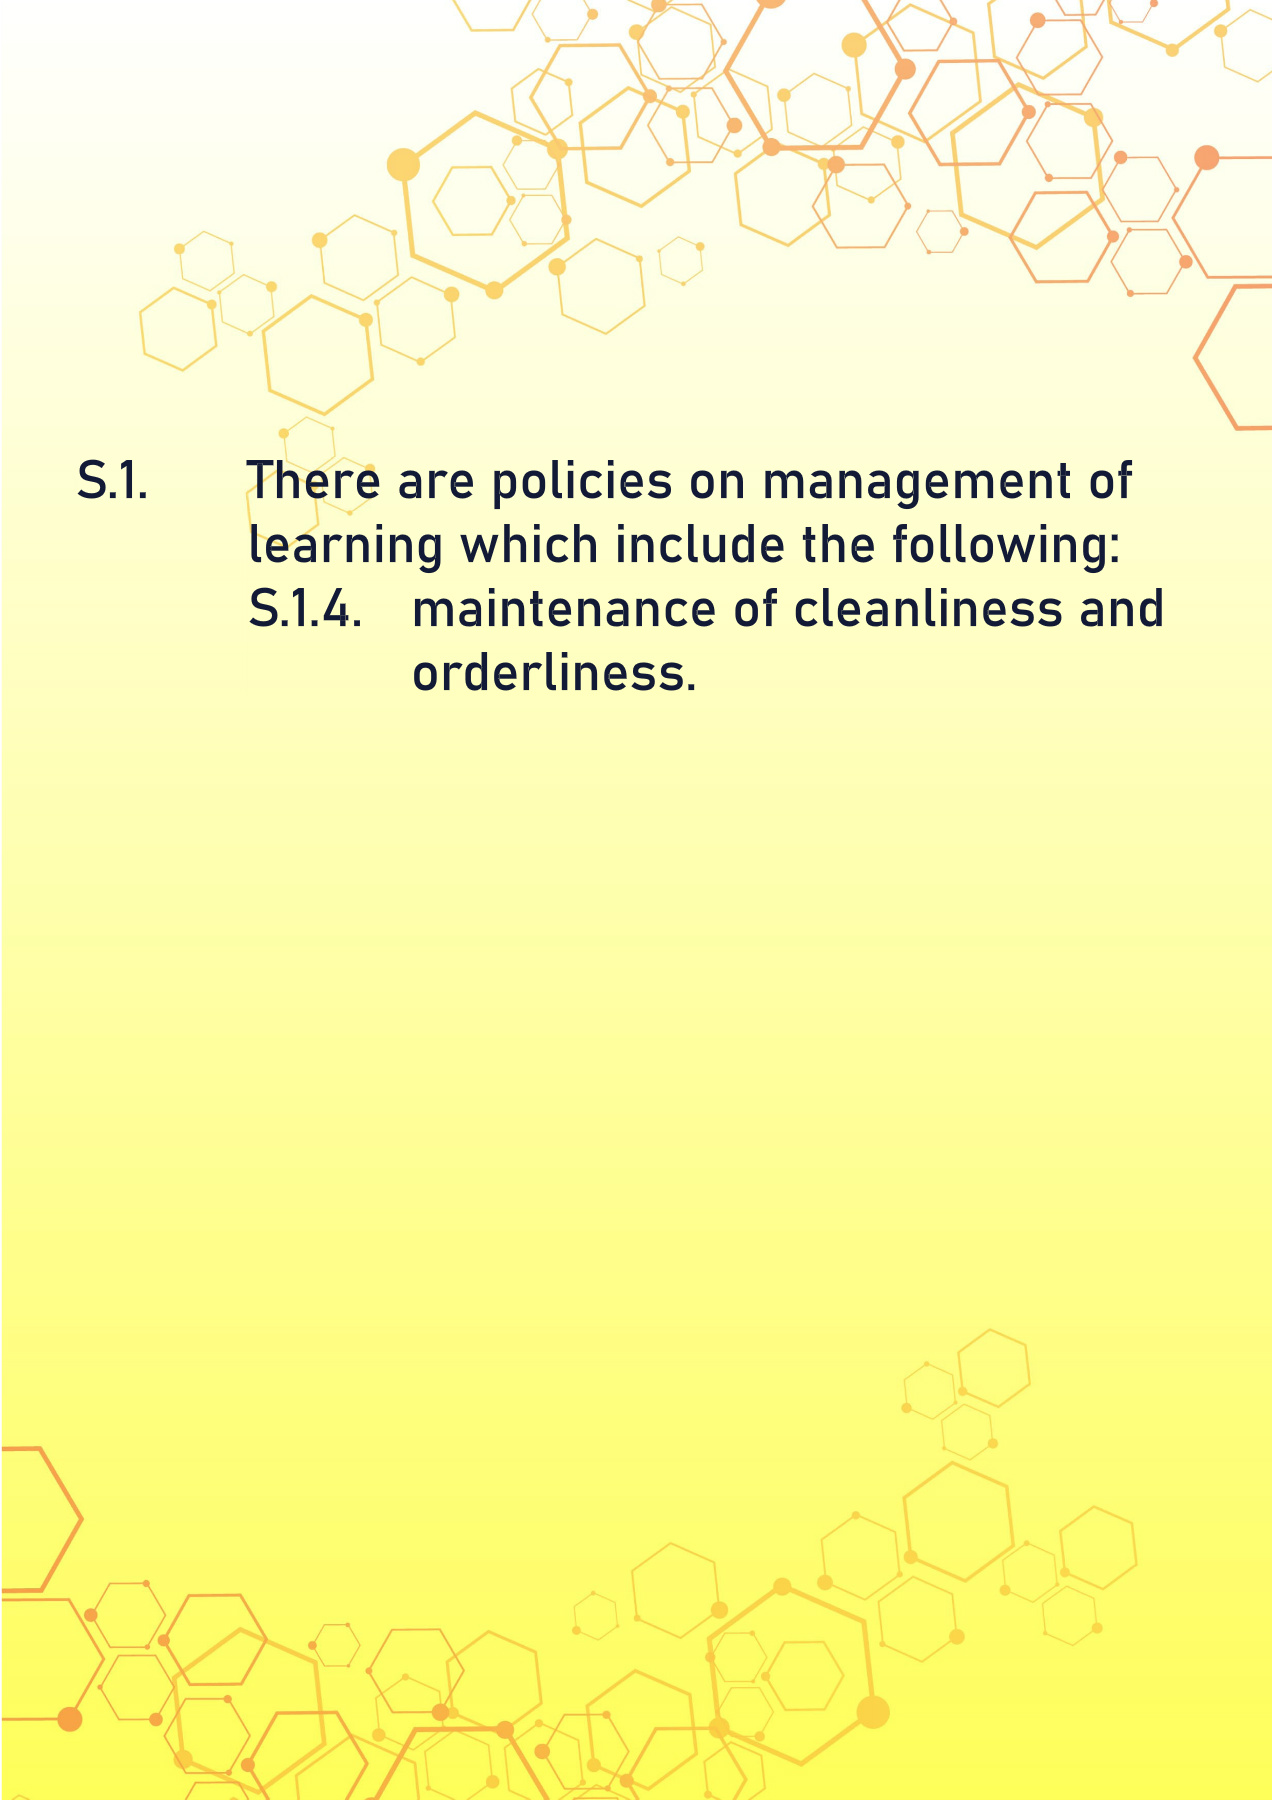 S.1. There are policies on management of
learning which include the following:
S.1.4. maintenance of cleanliness and
orderliness.